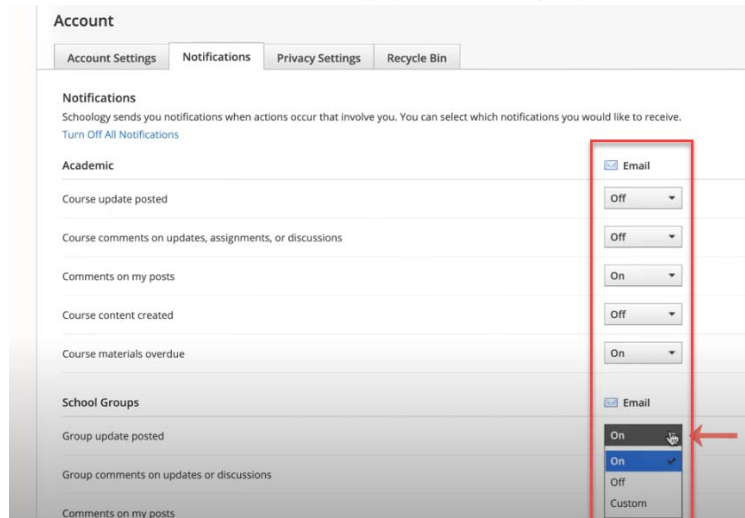 Account
Account Settings Notifications Privacy Settings Recycle Bin
Notifications
Schoology sends you notifications when actions occur that involve you. You can select which notifications you would like to receive.
Turn Off All Notifications
Academic Email
Course update posted Off
Course comments on updates, assignments, or discussions Off
Comments on my posts On
Course content created Off
Course materials overdue On
School Groups Email
Group update posted On
On
Group comments on updates or discussions
Off
Custom
Comments on my posts